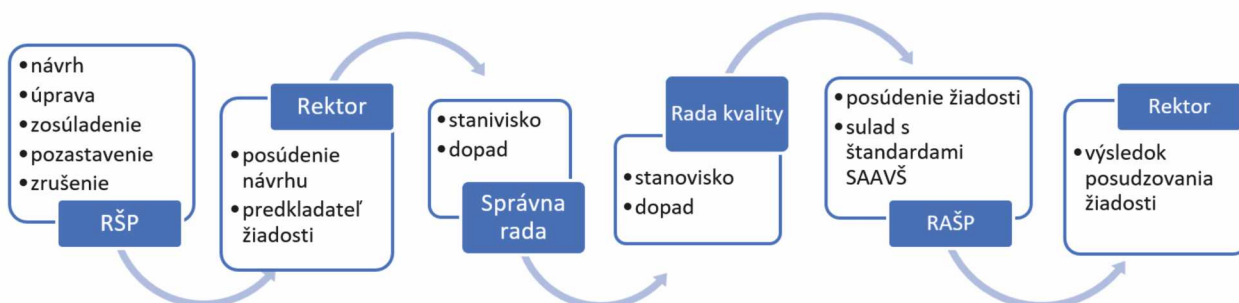 •návrh
•úprava
•zosúladenie
•pozastavenie
•zrušenie
RŠP
Rektor
•posúdenie
návrhu
•predkladateľ
žiadosti
•stanivisko
•dopad
Správna
rada
Rada kvality
•stanovisko
•dopad
•posúdenie žiadosti
•sulad s
štandardami
SAAVŠ
RAŠP
Rektor
•výsledok
posudzovania
žiadosti